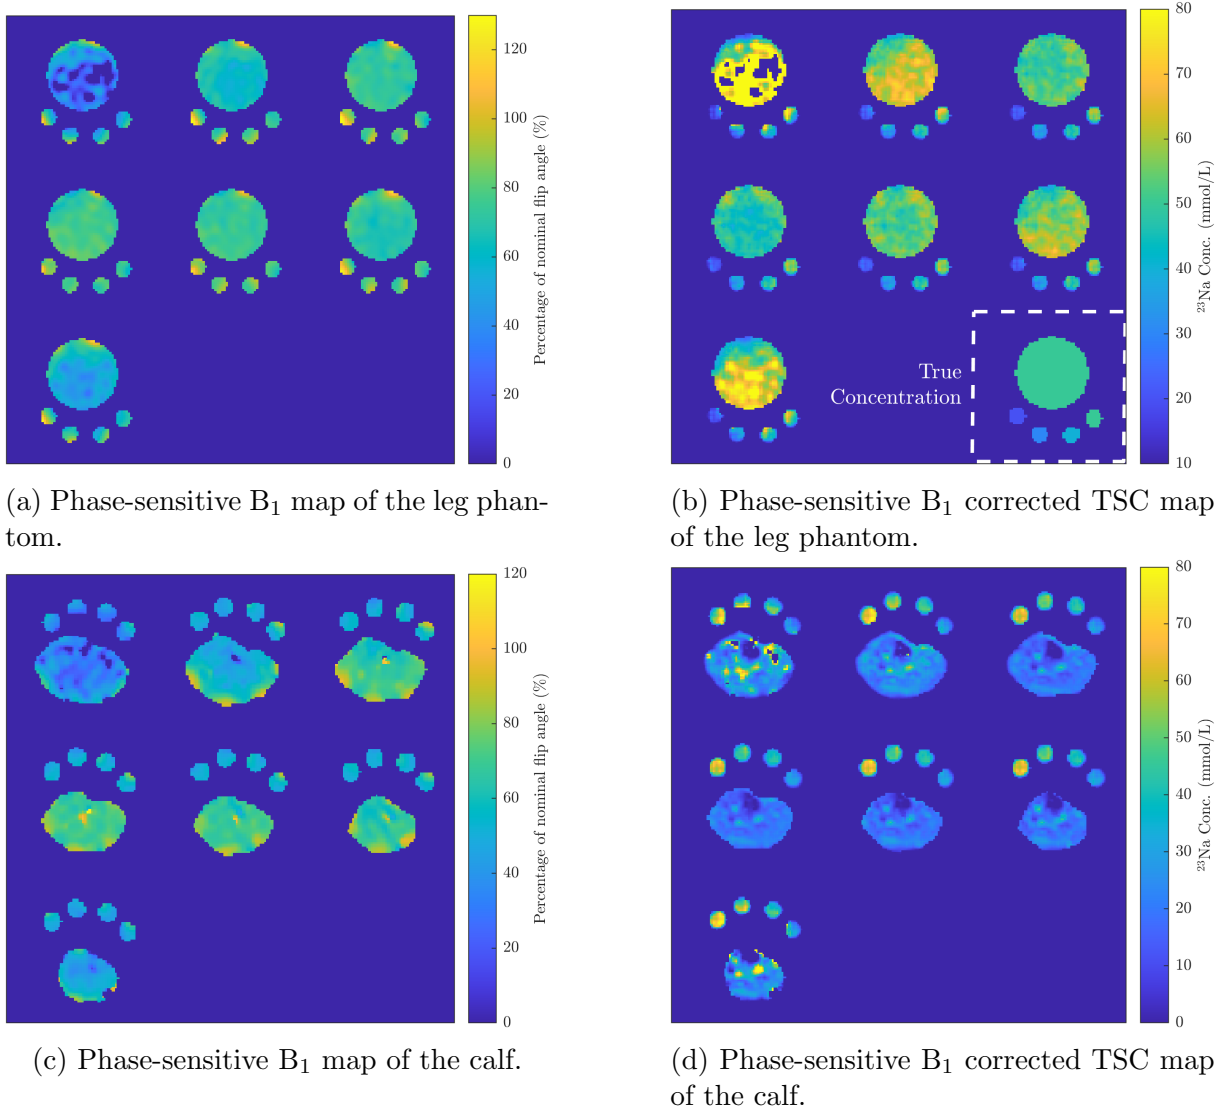 120
100
80
60
40
20
0
Percentage of nominal flip angle (%)
80
70
60
50
40
30
20
10
²³Na Conc. (mmol/L)
True
Concentration
(a) Phase-sensitive B₁ map of the leg phan-
tom.
(b) Phase-sensitive B₁ corrected TSC map
of the leg phantom.
120
100
80
60
40
20
0
Percentage of nominal flip angle (%)
80
70
60
50
40
30
20
10
0
²³Na Conc. (mmol/L)
(c) Phase-sensitive B₁ map of the calf.
(d) Phase-sensitive B₁ corrected TSC map
of the calf.